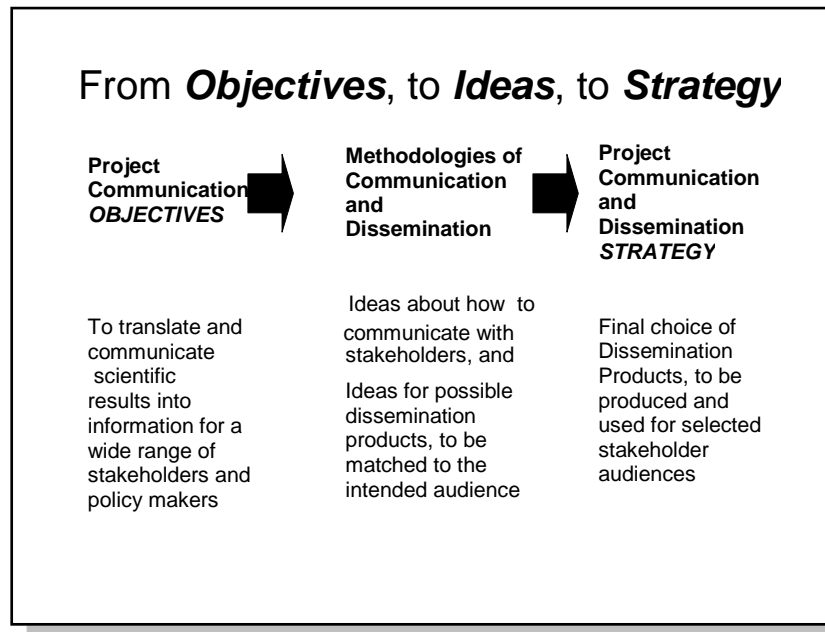 From Objectives, to Ideas, to Strategy
Project
Communication
OBJECTIVES
Methodologies of
Communication
and
Dissemination
Project
Communication
and
Dissemination
STRATEGY
To translate and
communicate
scientific
results into
information for a
wide range of
stakeholders and
policy makers
Ideas about how to
communicate with
stakeholders, and
Ideas for possible
dissemination
products, to be
matched to the
intended audience
Final choice of
Dissemination
Products, to be
produced and
used for selected
stakeholder
audiences